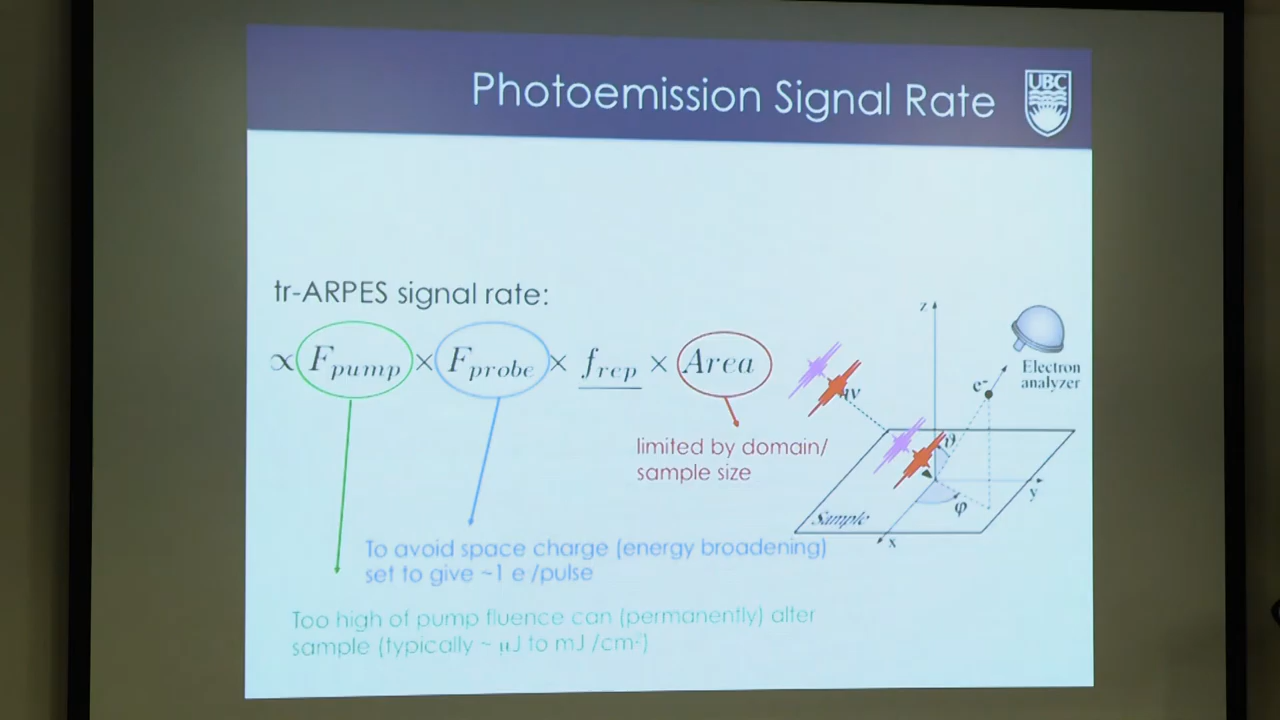 Photoemission Signal Rate
UBC
tr-ARPES signal rate:
∝ F_pump × F_probe × f_rep × Area
limited by domain/
sample size
To avoid space charge (energy broadening)
set to give ~1 e⁻/pulse
Too high of pump fluence can (permanently) alter
sample (typically ~ μJ to mJ /cm²)
z
hν
e⁻
Electron
analyzer
ϑ
φ
y
x
Sample